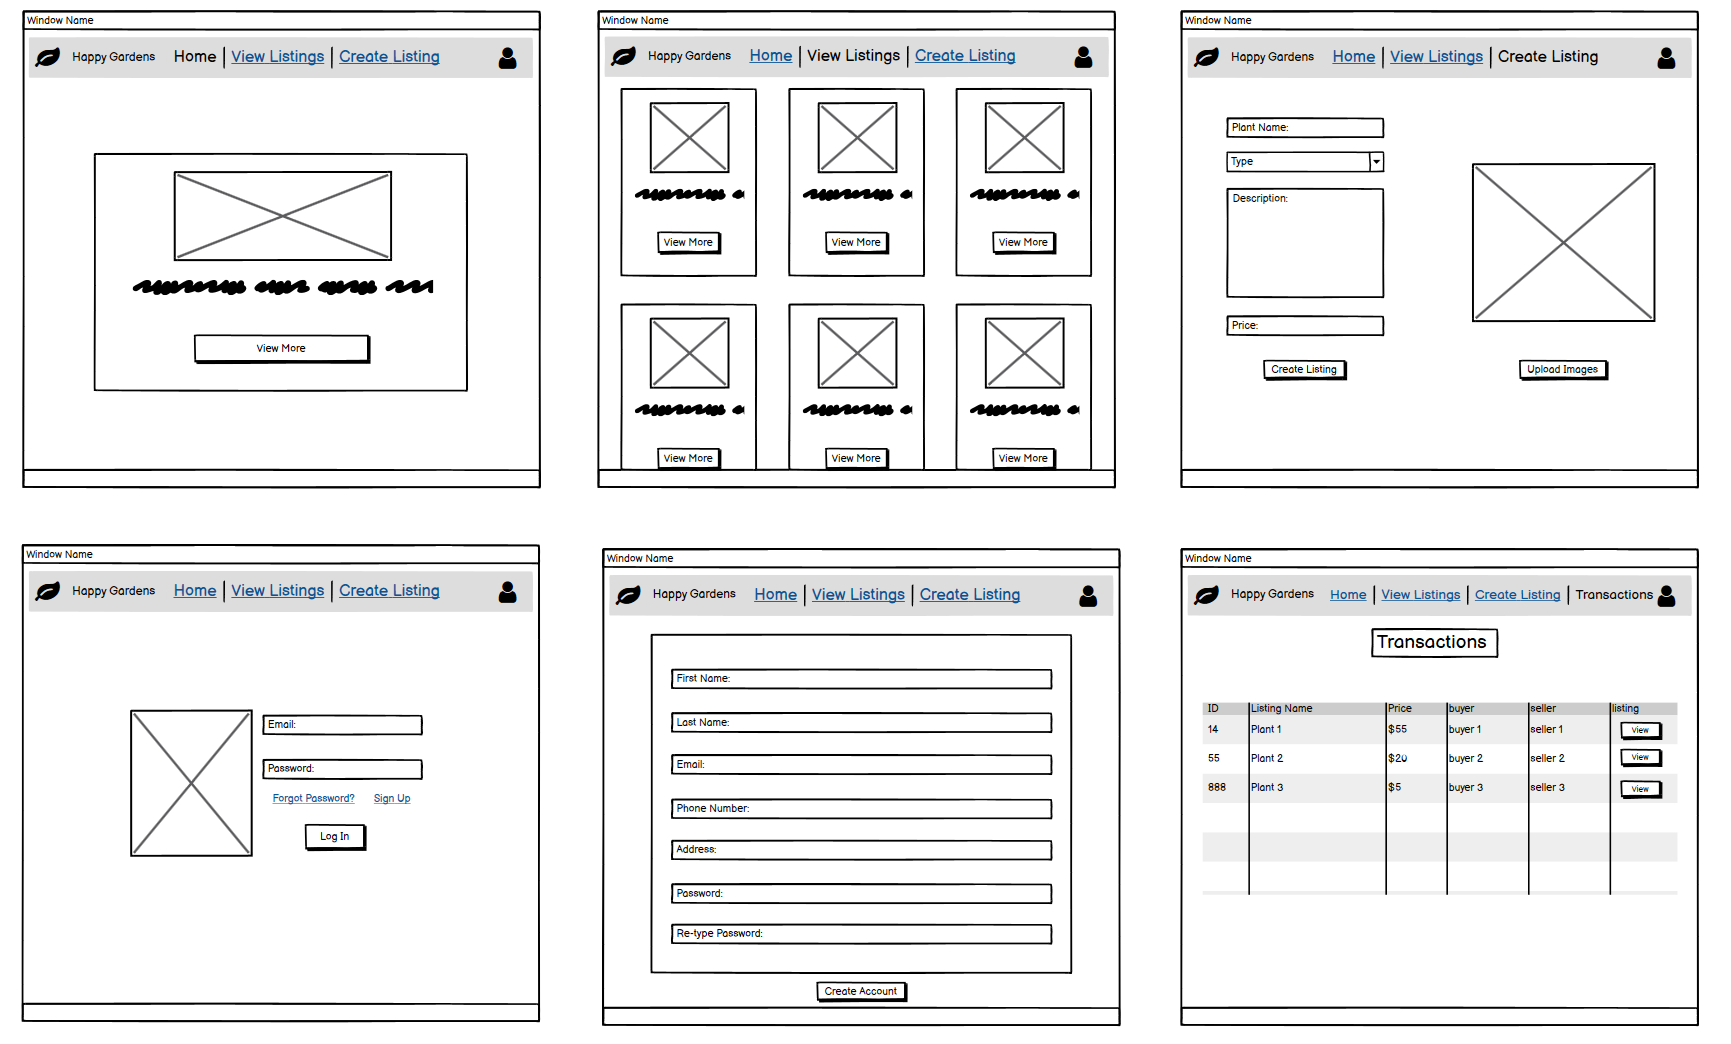 Window Name
Happy Gardens Home View Listings Create Listing
View More
Window Name
Happy Gardens Home View Listings Create Listing
View More View More View More
View More View More View More
Window Name
Happy Gardens Home View Listings Create Listing
Plant Name:
Type
Description:
Price:
Create Listing Upload Images
Window Name
Happy Gardens Home View Listings Create Listing
Email:
Password:
Forgot Password? Sign Up
Log In
Window Name
Happy Gardens Home View Listings Create Listing
First Name:
Last Name:
Email:
Phone Number:
Address:
Password:
Re-type Password:
Create Account
Window Name
Happy Gardens Home View Listings Create Listing Transactions
Transactions
ID Listing Name Price buyer seller listing
14 Plant 1 $55 buyer 1 seller 1 View
55 Plant 2 $20 buyer 2 seller 2 View
888 Plant 3 $5 buyer 3 seller 3 View